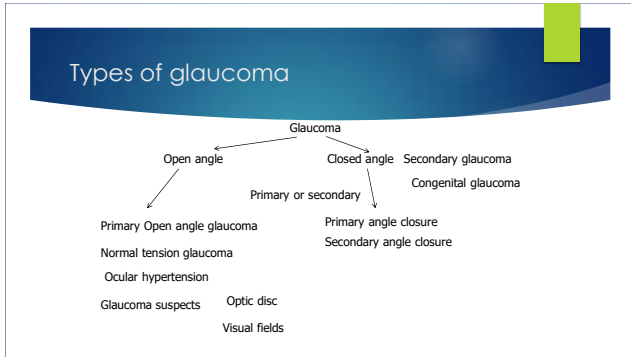 Types of glaucoma
Glaucoma
Open angle
Closed angle
Secondary glaucoma
Congenital glaucoma
Primary or secondary
Primary Open angle glaucoma
Normal tension glaucoma
Ocular hypertension
Glaucoma suspects
Optic disc
Visual fields
Primary angle closure
Secondary angle closure